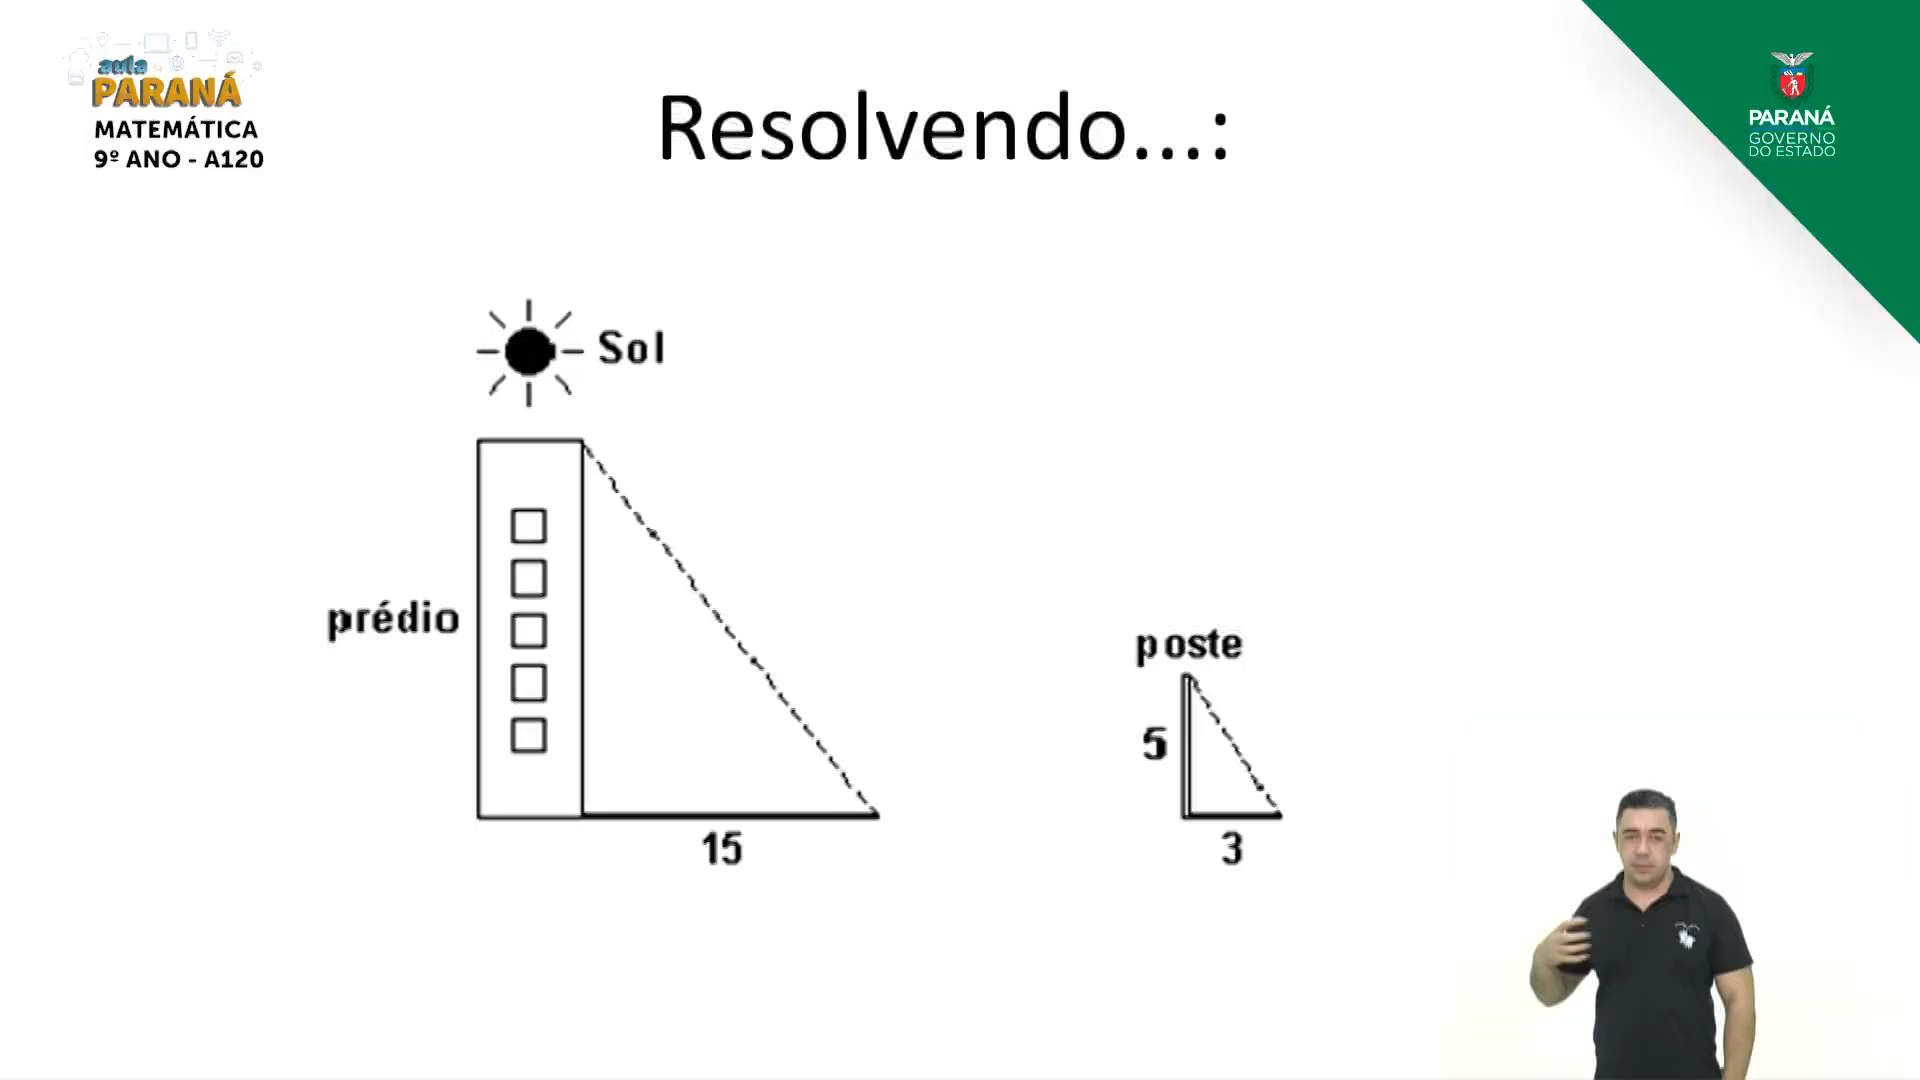 aula
PARANÁ
MATEMÁTICA
9º ANO - A120
Resolvendo...:
PARANÁ
GOVERNO
DO ESTADO
Sol
prédio
poste
5
15
3